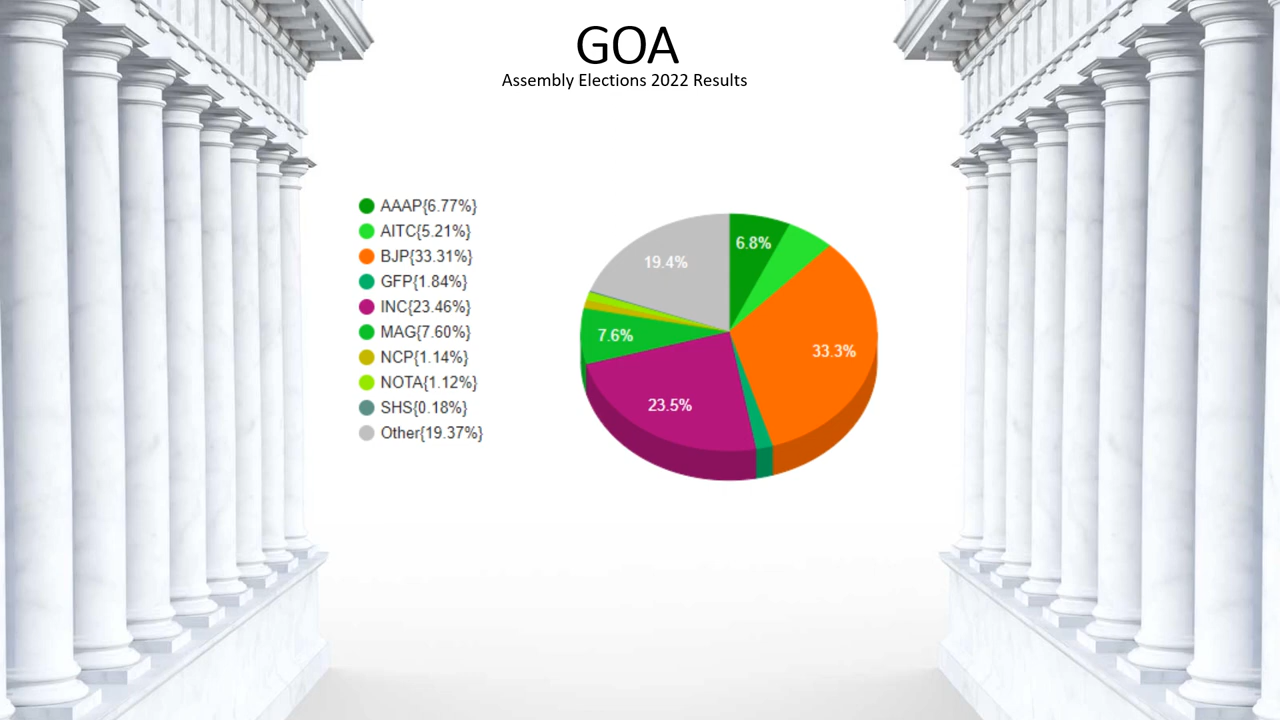 GOA
Assembly Elections 2022 Results
AAAP{6.77%}
AITC{5.21%}
BJP{33.31%}
GFP{1.84%}
INC{23.46%}
MAG{7.60%}
NCP{1.14%}
NOTA{1.12%}
SHS{0.18%}
Other{19.37%}
6.8%
19.4%
7.6%
33.3%
23.5%